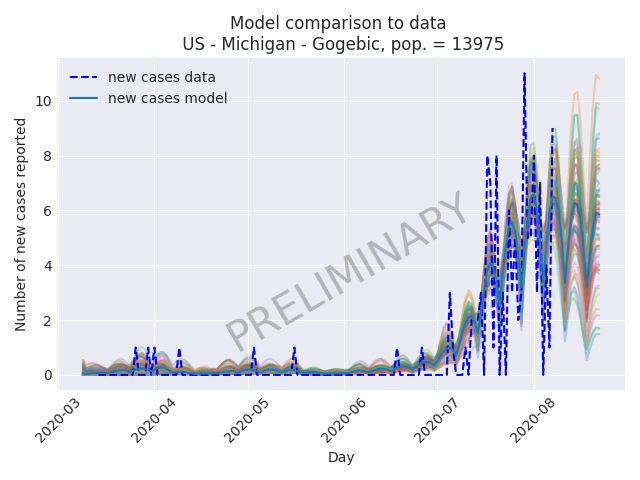 Model comparison to data
US - Michigan - Gogebic, pop. = 13975
new cases data
new cases model
Number of new cases reported
10
8
6
4
2
0
PRELIMINARY
2020-03
2020-04
2020-05
2020-06
2020-07
2020-08
Day